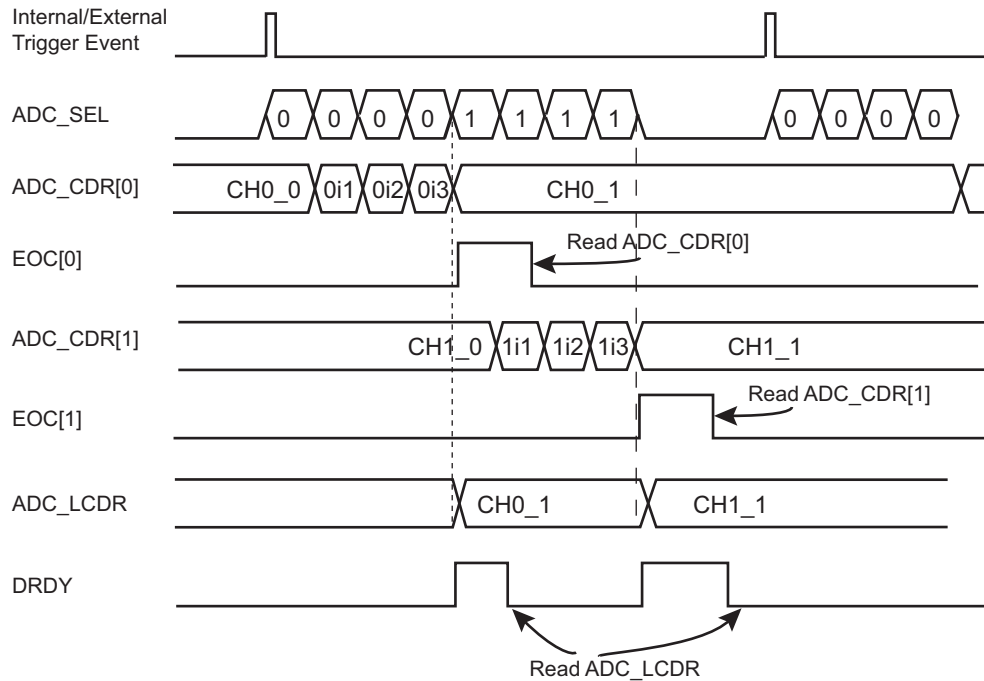 Internal/External
Trigger Event
ADC_SEL
0 0 0 0 1 1 1 1 0 0 0 0
ADC_CDR[0]
CH0_0 0i1 0i2 0i3 CH0_1
EOC[0]
Read ADC_CDR[0]
ADC_CDR[1]
CH1_0 1i1 1i2 1i3 CH1_1
EOC[1]
Read ADC_CDR[1]
ADC_LCDR
CH0_1 CH1_1
DRDY
Read ADC_LCDR